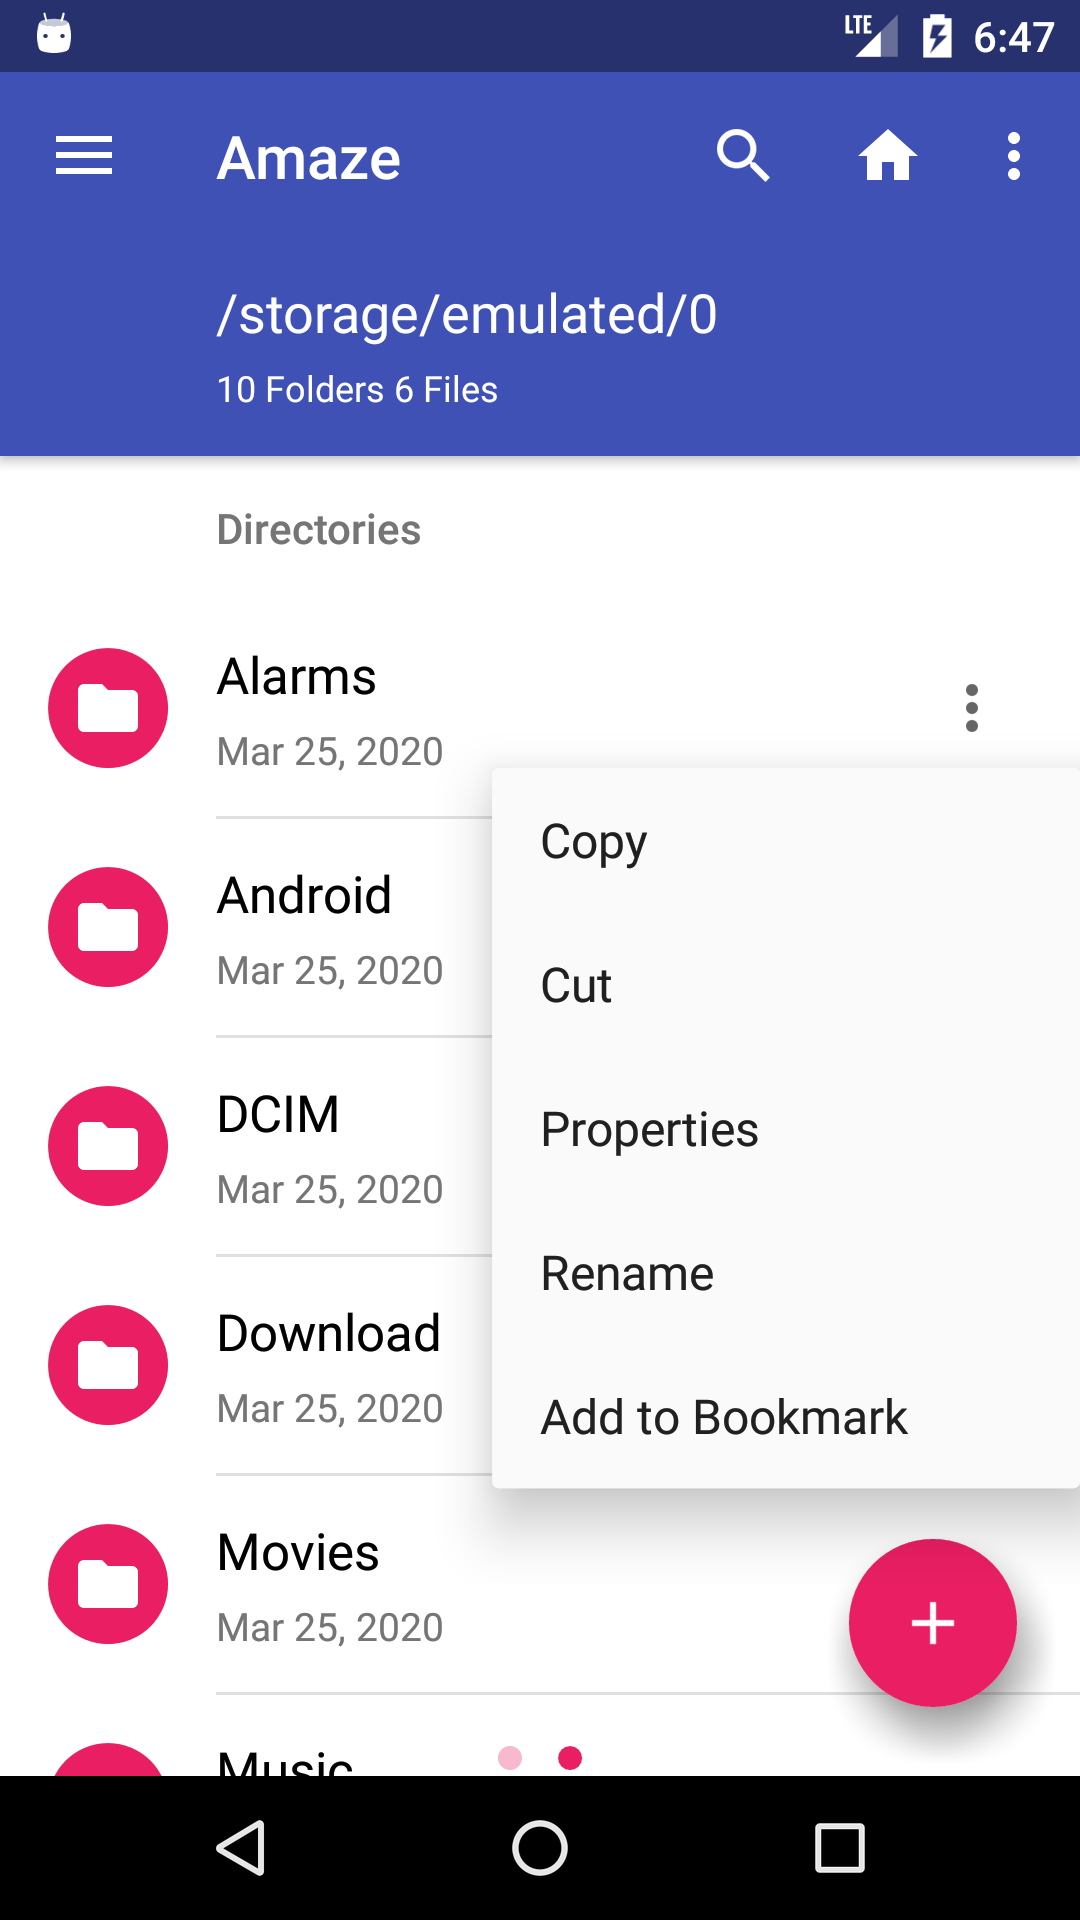 LTE 6:47
Amaze
/storage/emulated/0
10 Folders 6 Files
Directories
Alarms
Mar 25, 2020
Copy
Android
Mar 25, 2020
Cut
DCIM
Properties
Mar 25, 2020
Rename
Download
Mar 25, 2020
Add to Bookmark
Movies
Mar 25, 2020
Music